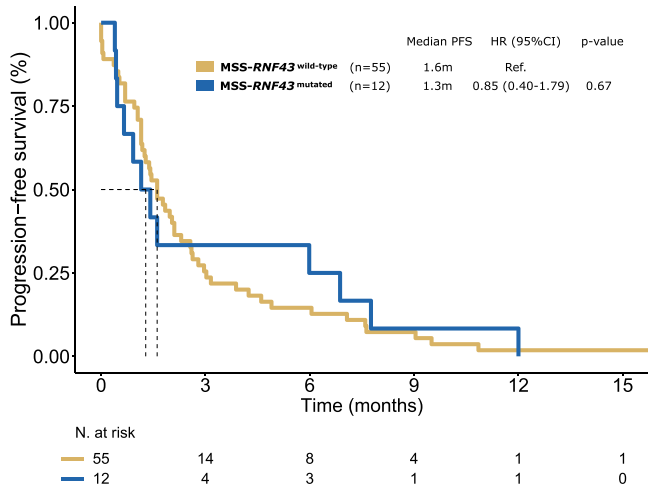 Median PFS HR (95%CI) p-value
MSS-RNF43 wild-type (n=55) 1.6m Ref.
MSS-RNF43 mutated (n=12) 1.3m 0.85 (0.40-1.79) 0.67
Progression−free survival (%)
1.00
0.75
0.50
0.25
0.00
0 3 6 9 12 15
Time (months)
N. at risk
55 14 8 4 1 1
12 4 3 1 1 0